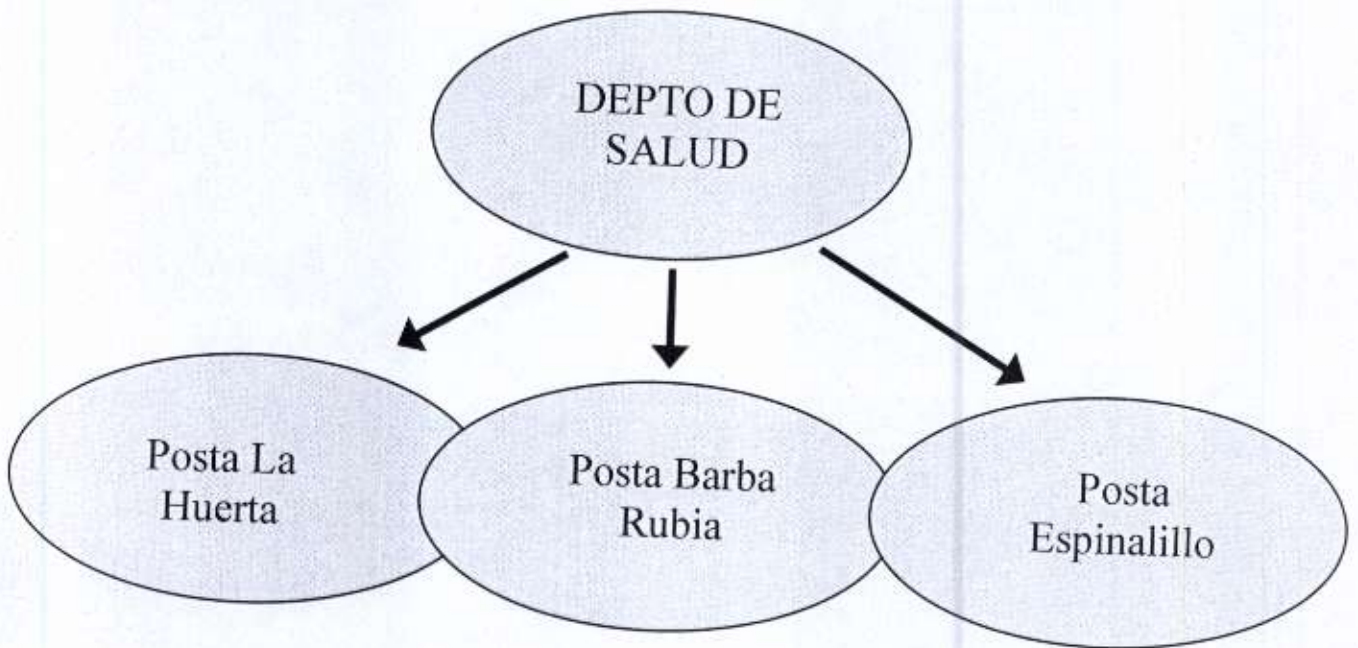 DEPTO DE
SALUD
Posta La
Huerta
Posta Barba
Rubia
Posta
Espinalillo